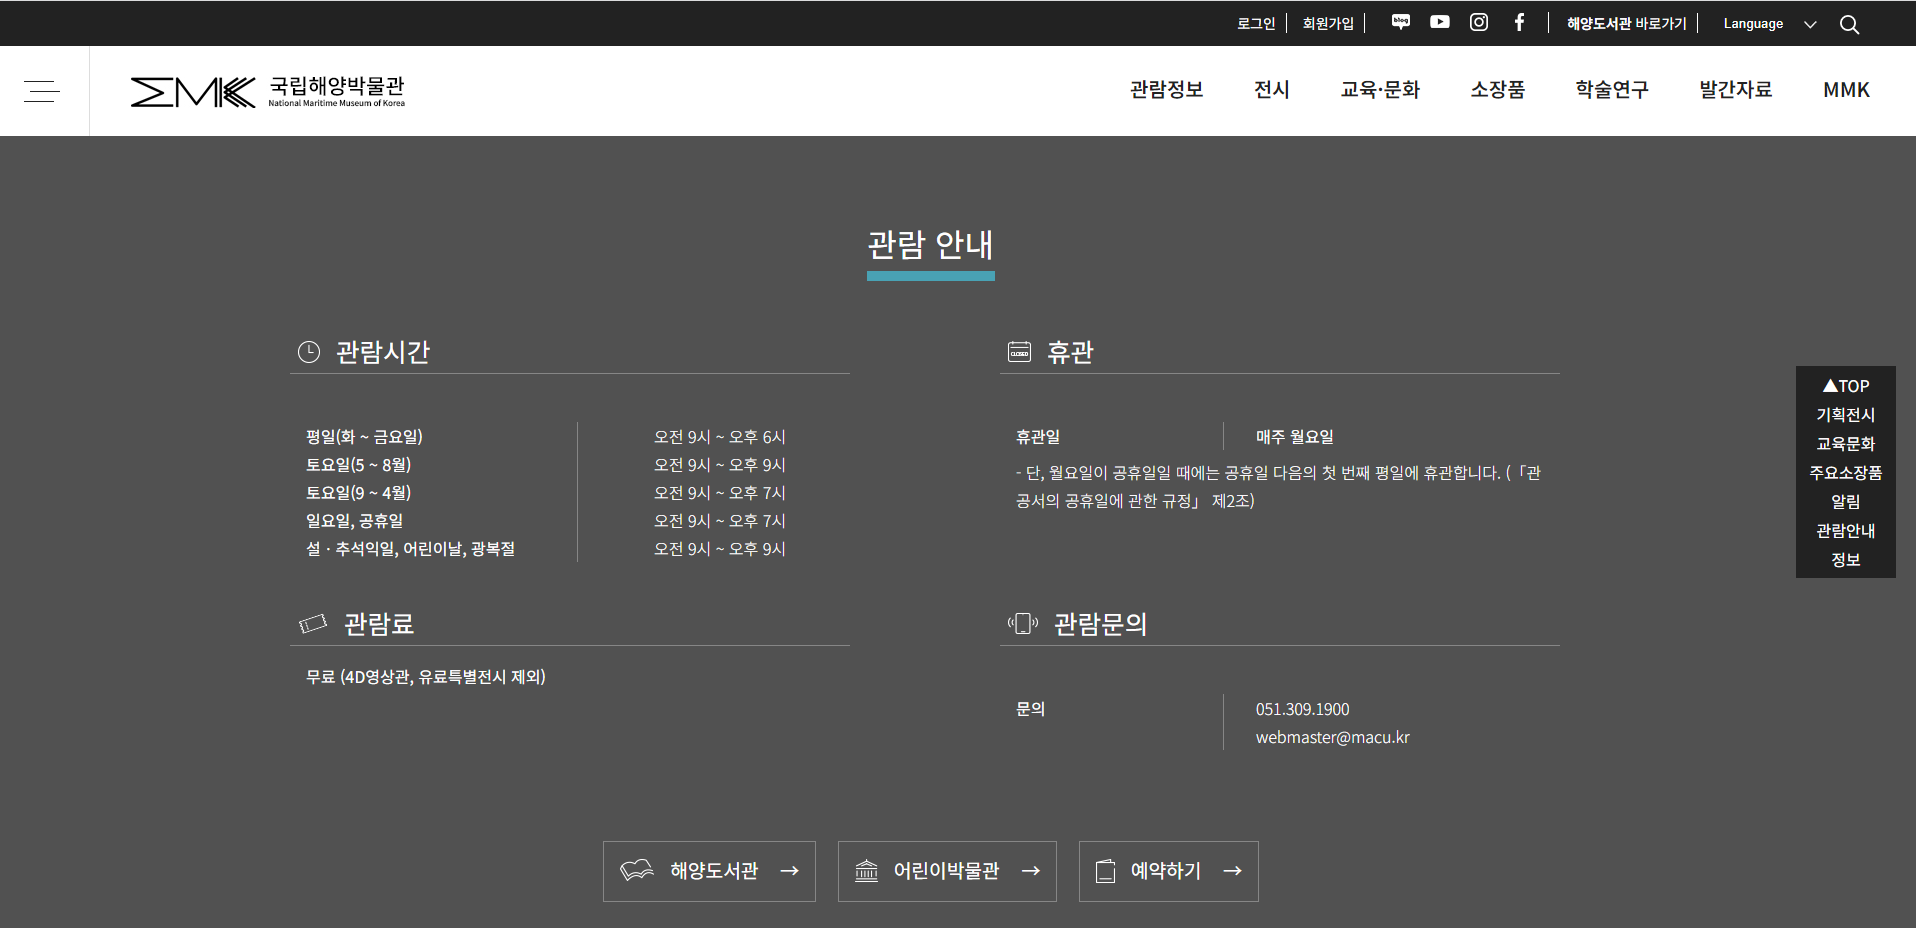 로그인
회원가입
blog
해양도서관 바로가기
Language
MMK 국립해양박물관
National Maritime Museum of Korea
관람정보
전시
교육·문화
소장품
학술연구
발간자료
MMK
관람 안내
관람시간
평일(화 ~ 금요일) 오전 9시 ~ 오후 6시
토요일(5 ~ 8월) 오전 9시 ~ 오후 9시
토요일(9 ~ 4월) 오전 9시 ~ 오후 7시
일요일, 공휴일 오전 9시 ~ 오후 7시
설 · 추석익일, 어린이날, 광복절 오전 9시 ~ 오후 9시
CLOSED
휴관
휴관일 매주 월요일
- 단, 월요일이 공휴일일 때에는 공휴일 다음의 첫 번째 평일에 휴관합니다. (「관
공서의 공휴일에 관한 규정」 제2조)
관람료
무료 (4D영상관, 유료특별전시 제외)
관람문의
문의 051.309.1900
webmaster@macu.kr
해양도서관 →
어린이박물관 →
예약하기 →
▲TOP
기획전시
교육문화
주요소장품
알림
관람안내
정보